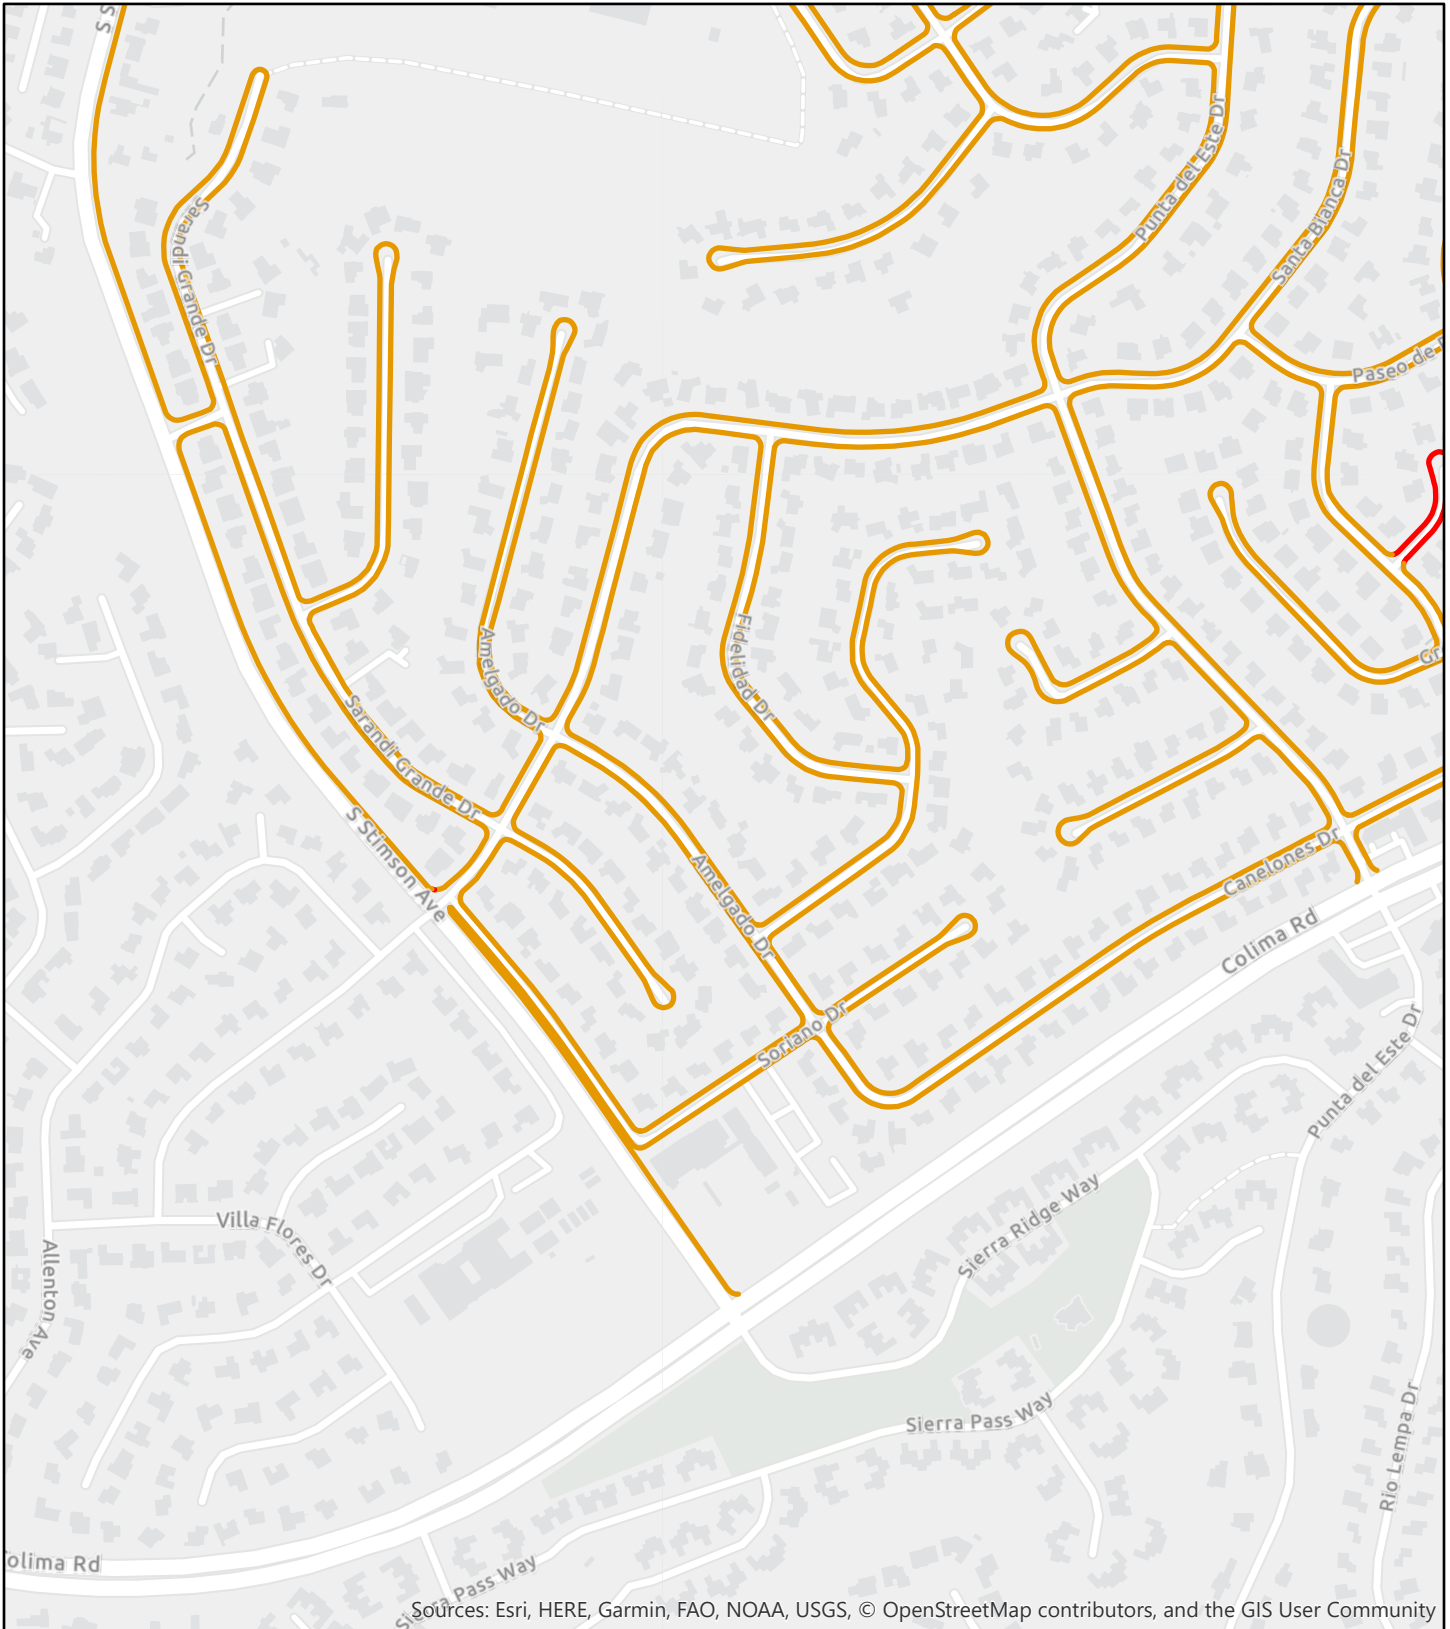 S S
Punta del Este Dr
Santa Bianca Dr
Sarandi Grande Dr
Paseo de
Amelgado Dr
Fidelidad Dr
Gr
Sarandi Grande Dr
S Stimson Ave
Amelgado Dr
Canelones Dr
Colima Rd
Soriano Dr
Punta del Este Dr
Sierra Ridge Way
Villa Flores Dr
Allenton Ave
Sierra Pass Way
Rio Lempa Dr
olima Rd
Sierra Pass Way
Sources: Esri, HERE, Garmin, FAO, NOAA, USGS, © OpenStreetMap contributors, and the GIS User Community